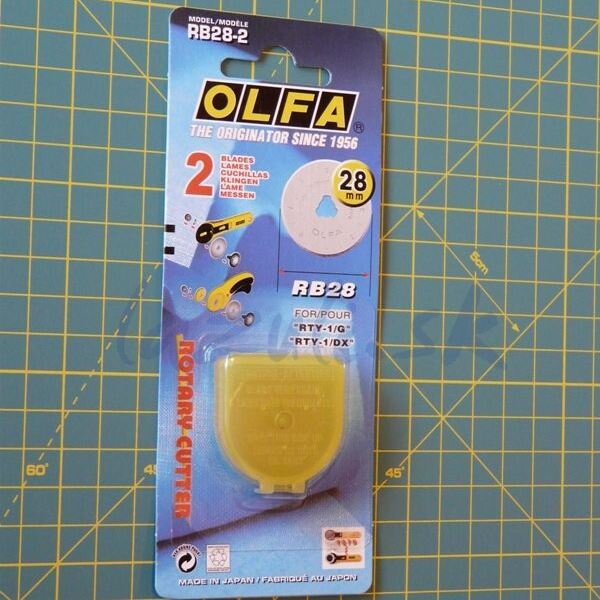 MODEL/MODÈLE
RB28-2
OLFA®
THE ORIGINATOR SINCE 1956
2
BLADES
LAMES
CUCHILLAS
KLINGEN
LAME
MESSEN
28
mm
OLFA
RB28
FOR/POUR
"RTY-1/G"
"RTY-1/DX"
ROTARY CUTTER
MADE IN JAPAN / FABRIQUÉ AU JAPON
5cm
60°
45
45°